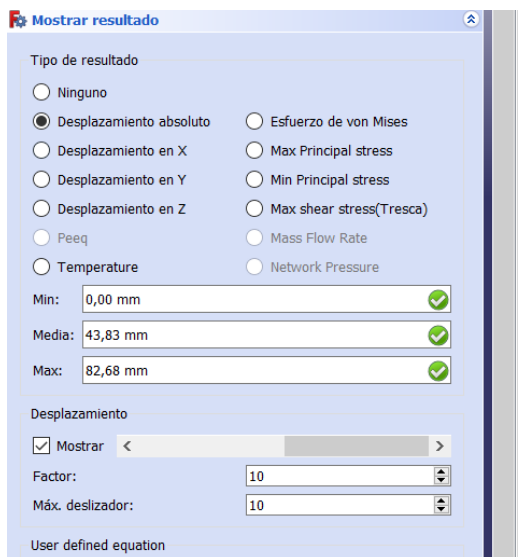 Mostrar resultado
Tipo de resultado
Ninguno
Desplazamiento absoluto Esfuerzo de von Mises
Desplazamiento en X Max Principal stress
Desplazamiento en Y Min Principal stress
Desplazamiento en Z Max shear stress(Tresca)
Peeq Mass Flow Rate
Temperature Network Pressure
Min: 0,00 mm
Media: 43,83 mm
Max: 82,68 mm
Desplazamiento
Mostrar
Factor: 10
Máx. deslizador: 10
User defined equation